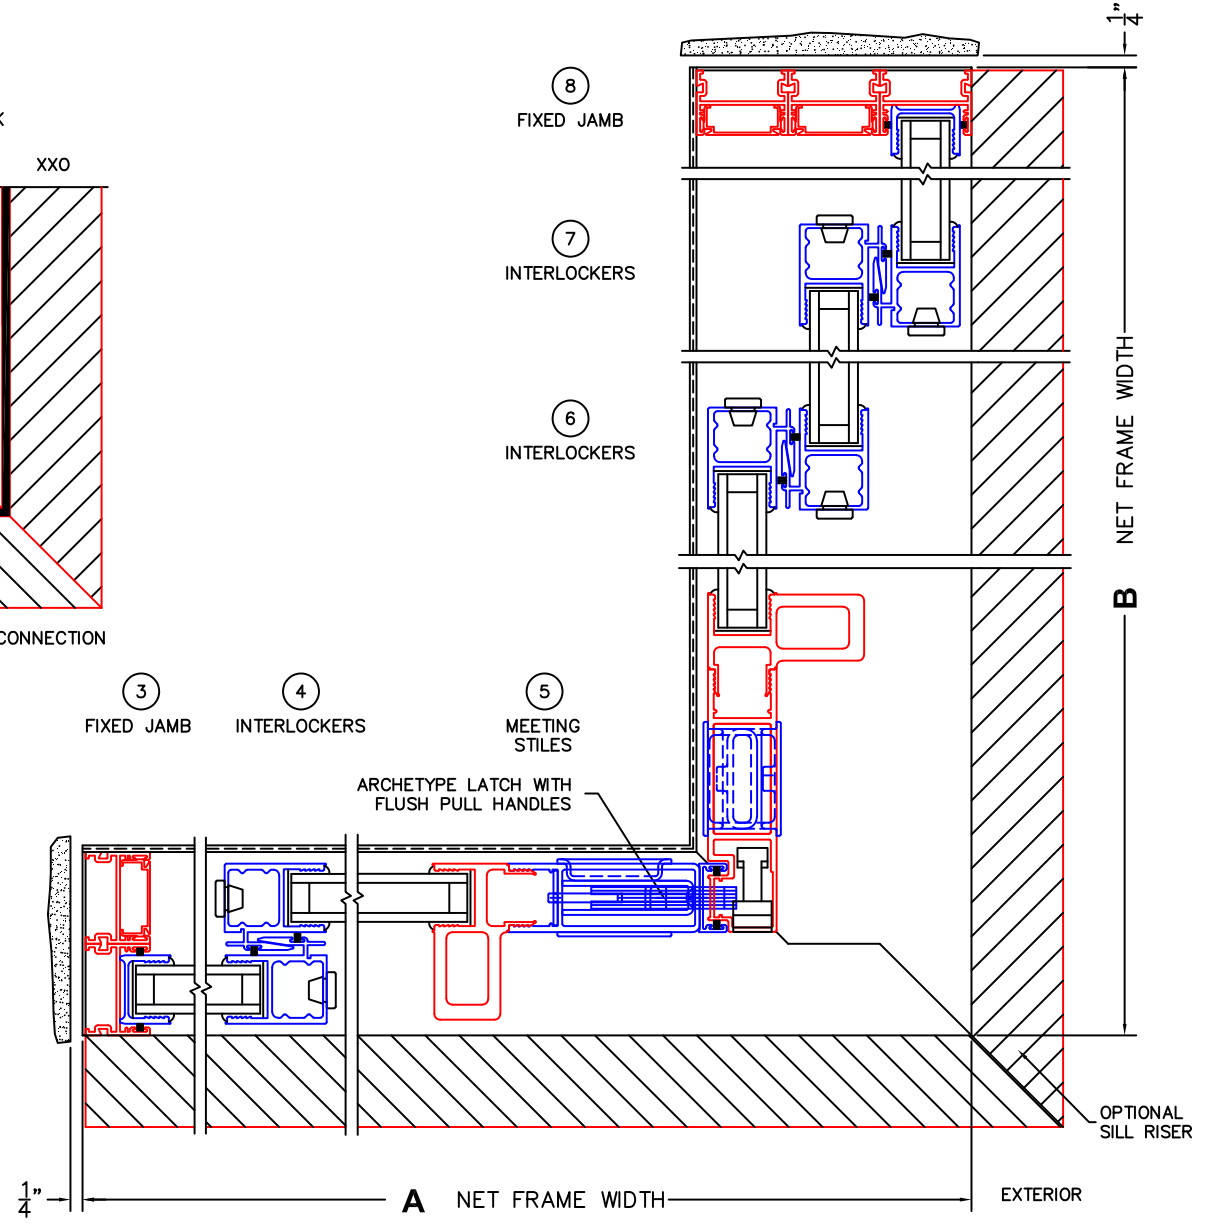 1"
4
8
FIXED JAMB
K
XXO
7
INTERLOCKERS
NET FRAME WIDTH
6
INTERLOCKERS
B
CONNECTION
3
FIXED JAMB
4
INTERLOCKERS
5
MEETING
STILES
ARCHETYPE LATCH WITH
FLUSH PULL HANDLES
OPTIONAL
SILL RISER
1"
4
A NET FRAME WIDTH
EXTERIOR